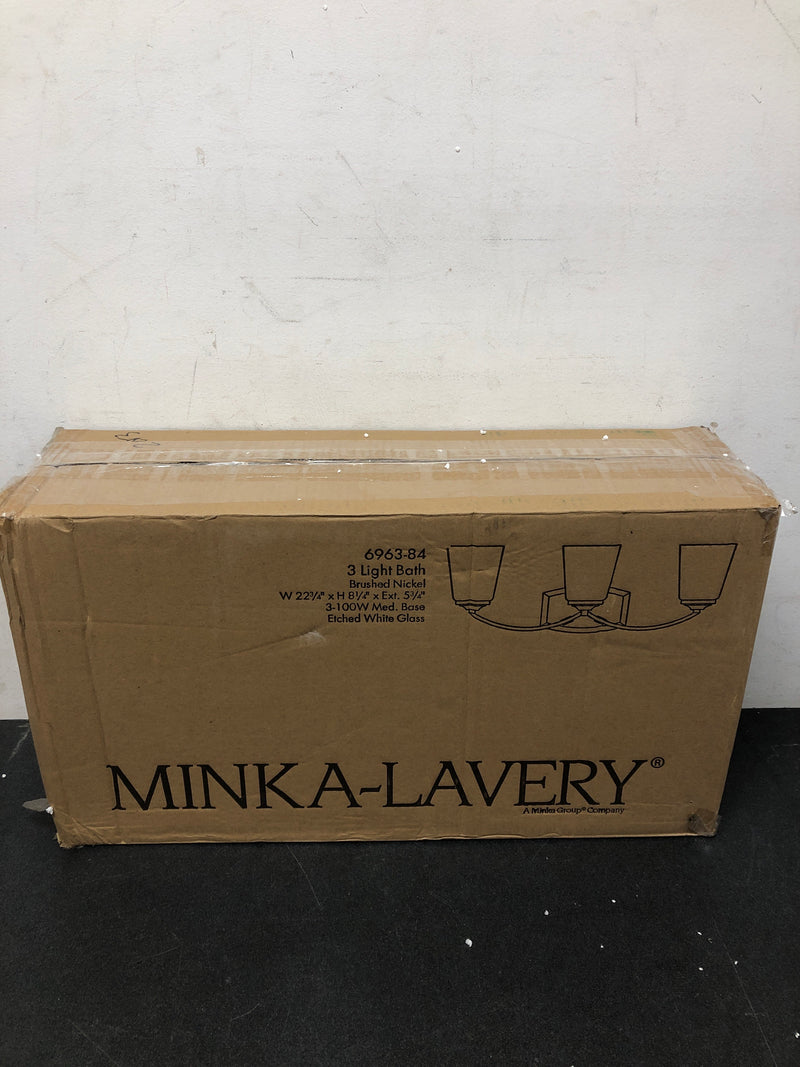 6963-84
3 Light Bath
Brushed Nickel
W 22¾" x H 8¼" x Ext. 5¾"
3-100W Med. Base
Etched White Glass
MINKA-LAVERY®
A Minka Group® Company